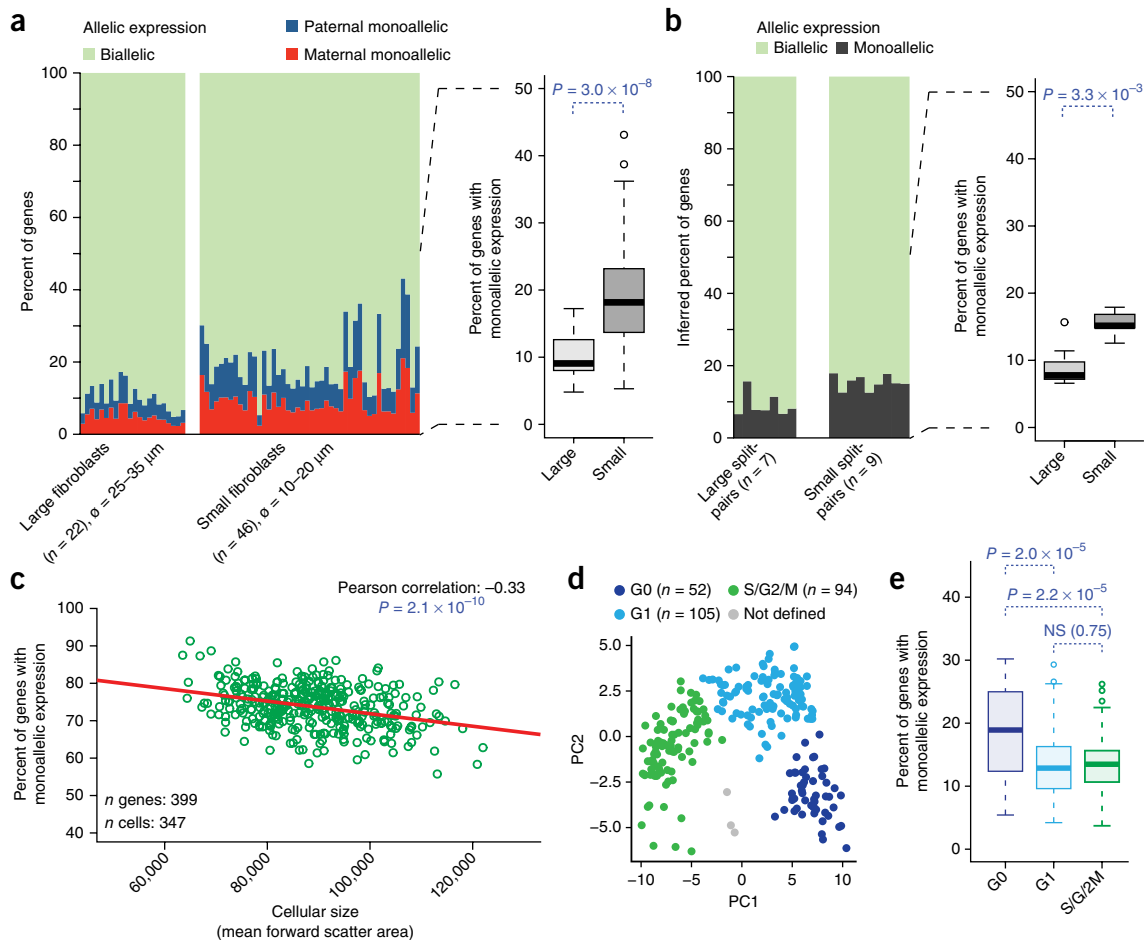 a
Allelic expression
Biallelic
Paternal monoallelic
Maternal monoallelic
Percent of genes
100
80
60
40
20
0
Large fibroblasts
(n = 22), ø = 25–35 µm
Small fibroblasts
(n = 46), ø = 10–20 µm
Percent of genes with
monoallelic expression
P = 3.0 × 10⁻⁸
50
40
30
20
10
0
Large
Small
b
Allelic expression
Biallelic
Monoallelic
Inferred percent of genes
100
80
60
40
20
0
Large split-
pairs (n = 7)
Small split-
pairs (n = 9)
Percent of genes with
monoallelic expression
P = 3.3 × 10⁻³
50
40
30
20
10
0
Large
Small
c
Pearson correlation: –0.33
P = 2.1 × 10⁻¹⁰
Percent of genes with
monoallelic expression
100
90
80
70
60
50
40
n genes: 399
n cells: 347
60,000
80,000
100,000
120,000
Cellular size
(mean forward scatter area)
d
G0 (n = 52)
S/G2/M (n = 94)
G1 (n = 105)
Not defined
PC2
5.0
2.5
0.0
–2.5
–5.0
–10
–5
0
5
10
PC1
e
P = 2.0 × 10⁻⁵
P = 2.2 × 10⁻⁵
NS (0.75)
Percent of genes with
monoallelic expression
40
30
20
10
0
G0
G1
S/G/2M